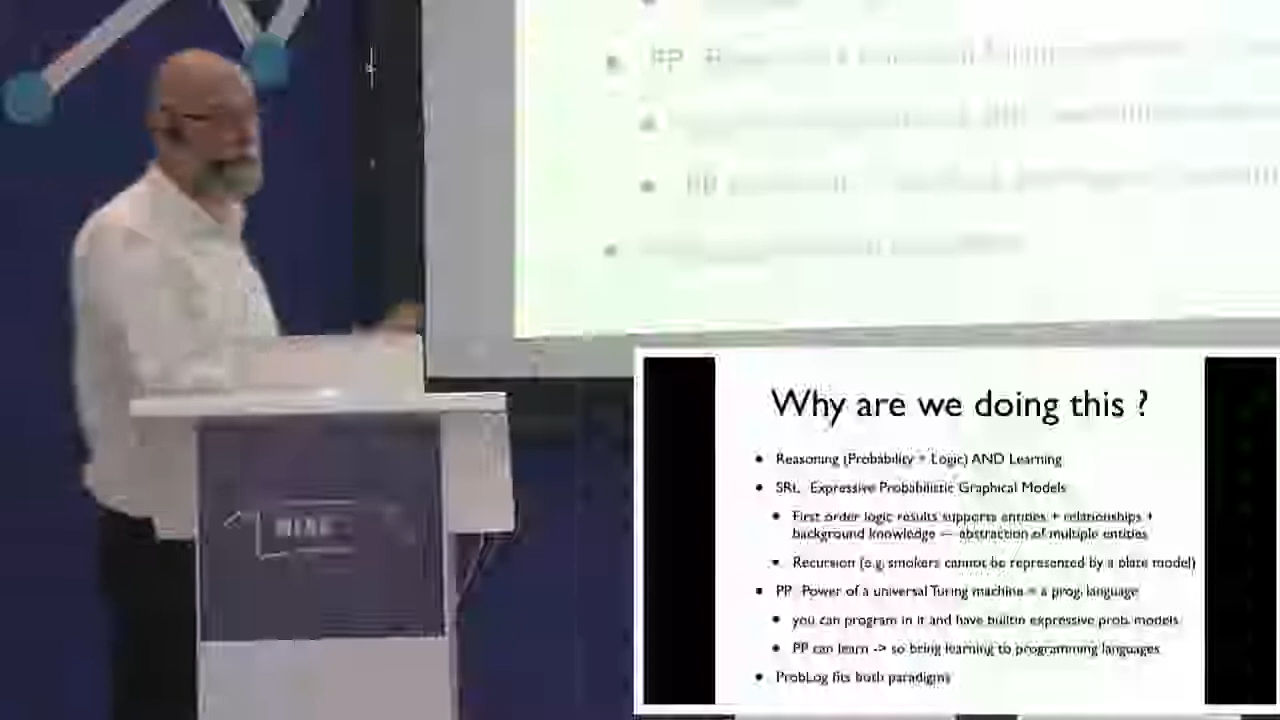 PP
Why are we doing this ?
• Reasoning (Probability + Logic) AND Learning
• SRL Expressive Probabilistic Graphical Models
• First order logic results supports entities + relationships +
background knowledge — abstraction of multiple entities
• Recursion (e.g. smokers cannot be represented by a plate model)
• PP Power of a universal Turing machine = a prog. language
• you can program in it and have builtin expressive prob. models
• PP can learn -> so bring learning to programming languages
• ProbLog fits both paradigms